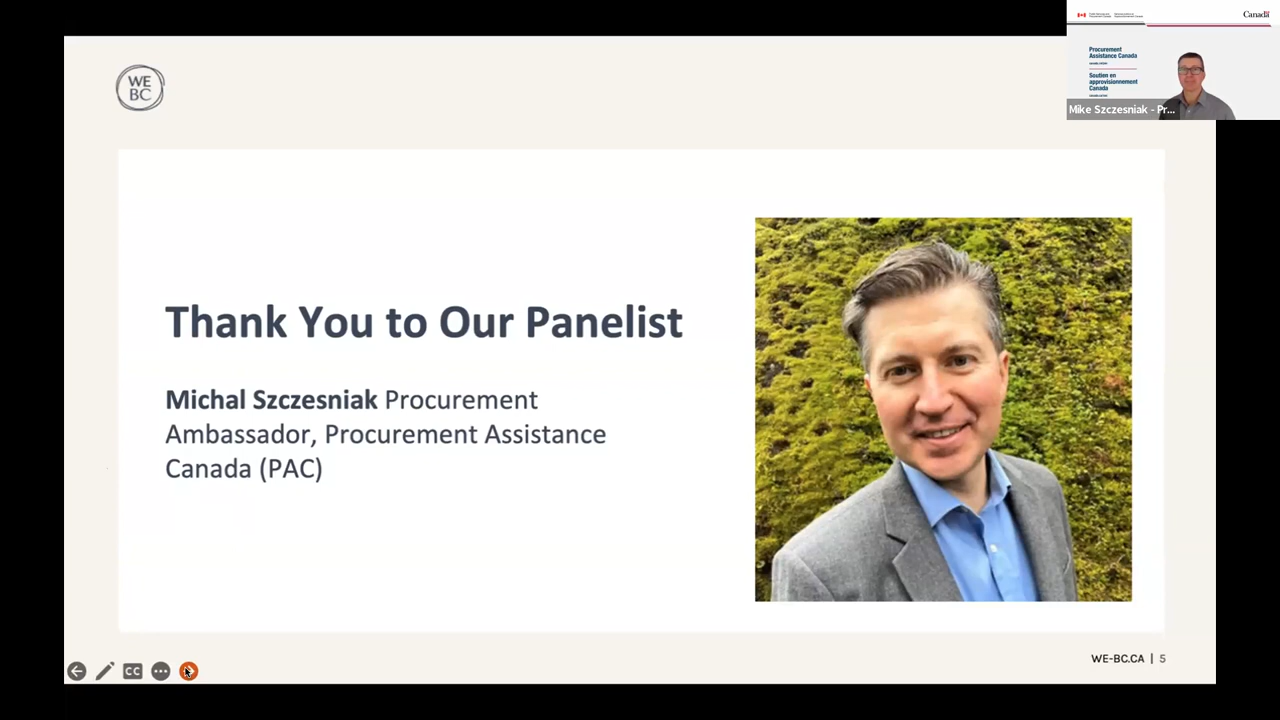 WE
BC
Canada
Procurement
Assistance Canada
Soutien en
approvisionnement
Canada
Mike Szczesniak - Pr...
Thank You to Our Panelist
Michal Szczesniak Procurement
Ambassador, Procurement Assistance
Canada (PAC)
CC
WE-BC.CA | 5